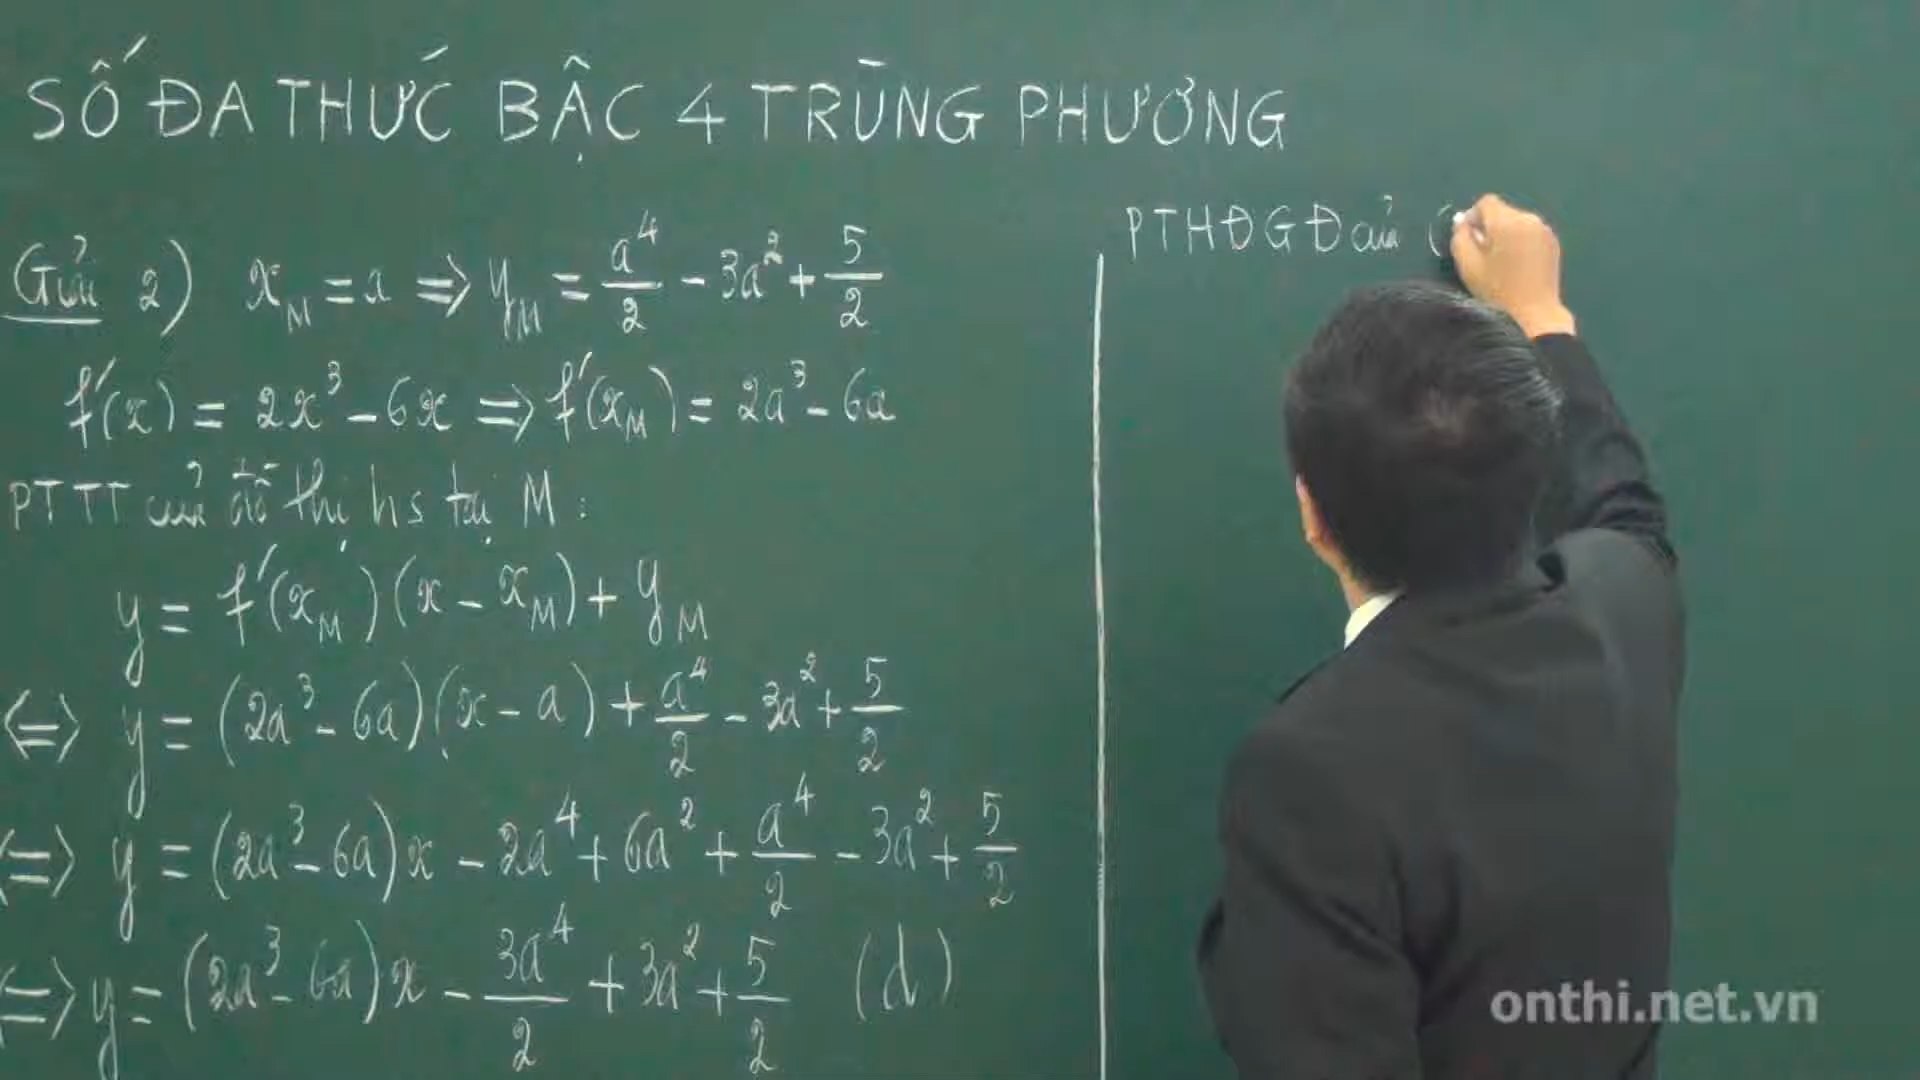 SỐ ĐA THỨC BẬC 4 TRÙNG PHƯƠNG
Giải 2) x_M = a => y_M = a^4/2 - 3a^2 + 5/2
f'(x) = 2x^3 - 6x => f'(x_M) = 2a^3 - 6a
PTTT của đồ thị hs tại M :
y = f'(x_M)(x - x_M) + y_M
<=> y = (2a^3 - 6a)(x - a) + a^4/2 - 3a^2 + 5/2
<=> y = (2a^3 - 6a)x - 2a^4 + 6a^2 + a^4/2 - 3a^2 + 5/2
<=> y = (2a^3 - 6a)x - 3a^4/2 + 3a^2 + 5/2 (d)
PTHĐGĐ của (
onthi.net.vn